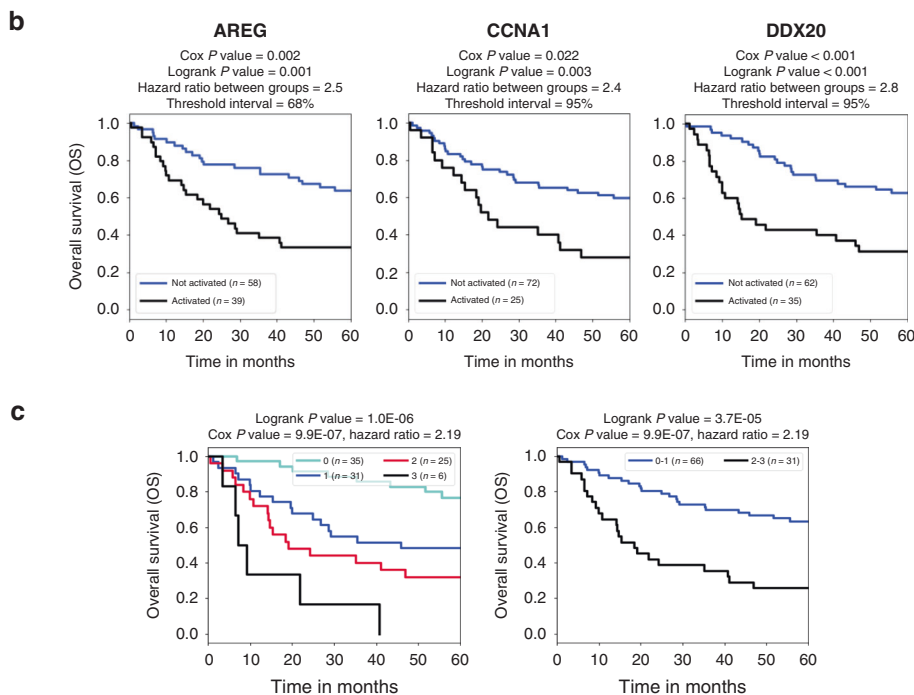 b
AREG
Cox P value = 0.002
Logrank P value = 0.001
Hazard ratio between groups = 2.5
Threshold interval = 68%
CCNA1
Cox P value = 0.022
Logrank P value = 0.003
Hazard ratio between groups = 2.4
Threshold interval = 95%
DDX20
Cox P value < 0.001
Logrank P value < 0.001
Hazard ratio between groups = 2.8
Threshold interval = 95%
Overall survival (OS)
1.0
0.8
0.6
0.4
0.2
0.0
Not activated (n = 58)
Activated (n = 39)
0 10 20 30 40 50 60
Time in months
1.0
0.8
0.6
0.4
0.2
0.0
Not activated (n = 72)
Activated (n = 25)
0 10 20 30 40 50 60
Time in months
1.0
0.8
0.6
0.4
0.2
0.0
Not activated (n = 62)
Activated (n = 35)
0 10 20 30 40 50 60
Time in months
c
Logrank P value = 1.0E-06
Cox P value = 9.9E-07, hazard ratio = 2.19
0 (n = 35) 2 (n = 25)
1 (n = 31) 3 (n = 6)
Overall survival (OS)
1.0
0.8
0.6
0.4
0.2
0.0
0 10 20 30 40 50 60
Time in months
Logrank P value = 3.7E-05
Cox P value = 9.9E-07, hazard ratio = 2.19
0-1 (n = 66) 2-3 (n = 31)
Overall survival (OS)
1.0
0.8
0.6
0.4
0.2
0.0
0 10 20 30 40 50 60
Time in months